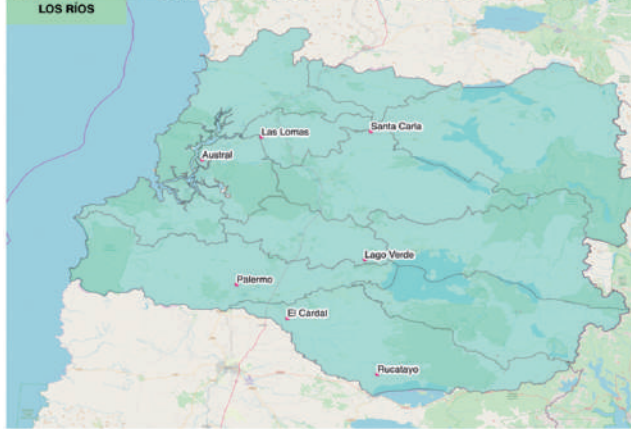 LOS RÍOS
Las Lomas
Santa Carla
Austral
Lago Verde
Palermo
El Cardal
Rucatayo